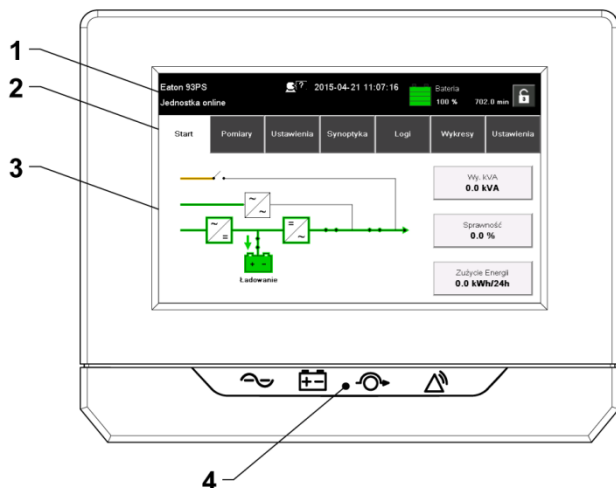 1
2
3
4
Eaton 93PS
Jednostka online
? 2015-04-21 11:07:16
Bateria
100 % 702.0 min
Start Pomiary Ustawienia Synoptyka Logi Wykresy Ustawienia
Wy. kVA
0.0 kVA
Sprawność
0.0 %
Zużycie Energii
0.0 kWh/24h
Ładowanie